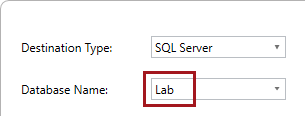 Destination Type: SQL Server
Database Name: Lab